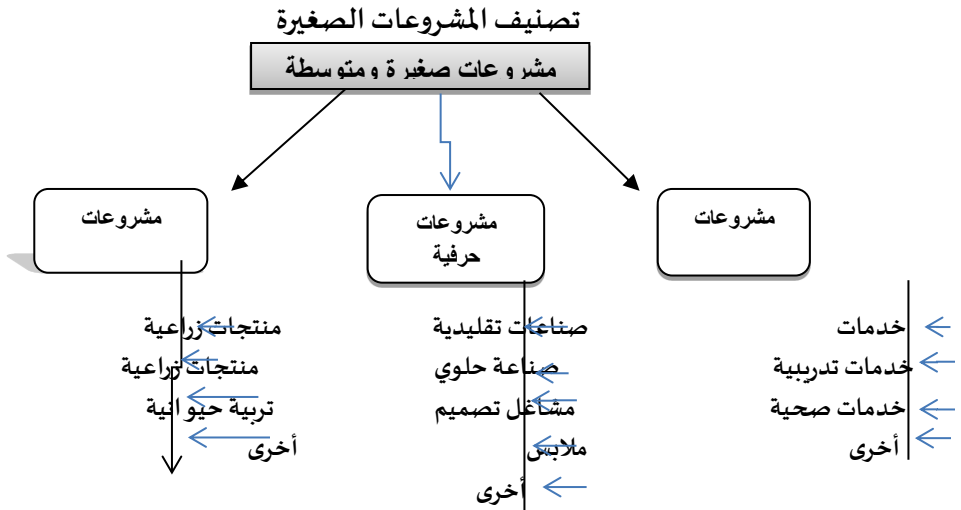 تصنيف المشروعات الصغيرة
مشروعات صغيرة ومتوسطة
مشروعات
مشروعات
حرفية
مشروعات
خدمات
خدمات تدريبية
خدمات صحية
أخرى
صناعات تقليدية
صناعة حلوي
مشاغل تصميم
ملابس
أخرى
منتجات زراعية
منتجات زراعية
تربية حيوانية
أخرى